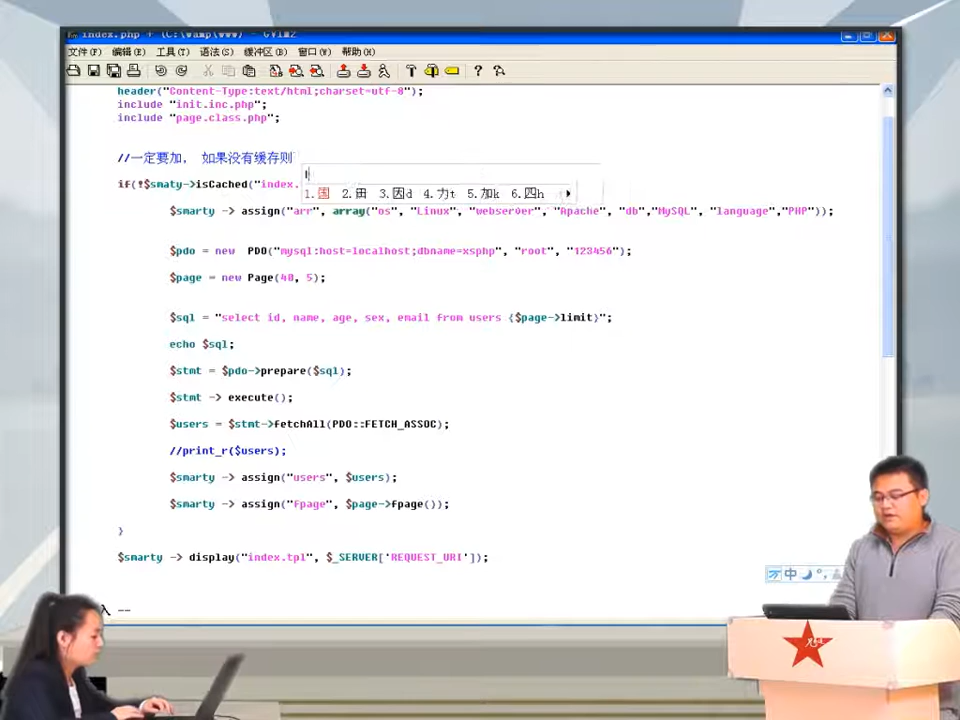 index.php + (C:\wamp\www) - GVIM2
文件(F) 编辑(E) 工具(T) 语法(S) 缓冲区(B) 窗口(W) 帮助(H)
header("Content-Type:text/html;charset=utf-8");
include "init.inc.php";
include "page.class.php";
//一定要加， 如果没有缓存则
1.国 2.田 3.因d 4.力t 5.加k 6.四h
if(!$smaty->isCached("index.
$smarty -> assign("arr", array("os", "Linux", "webserver", "Apache", "db","MySQL", "language","PHP"));
$pdo = new PDO("mysql:host=localhost;dbname=xsphp", "root", "123456");
$page = new Page(40, 5);
$sql = "select id, name, age, sex, email from users {$page->limit}";
echo $sql;
$stmt = $pdo->prepare($sql);
$stmt -> execute();
$users = $stmt->fetchAll(PDO::FETCH_ASSOC);
//print_r($users);
$smarty -> assign("users", $users);
$smarty -> assign("fpage", $page->fpage());
}
$smarty -> display("index.tpl", $_SERVER['REQUEST_URI']);
中
入 --